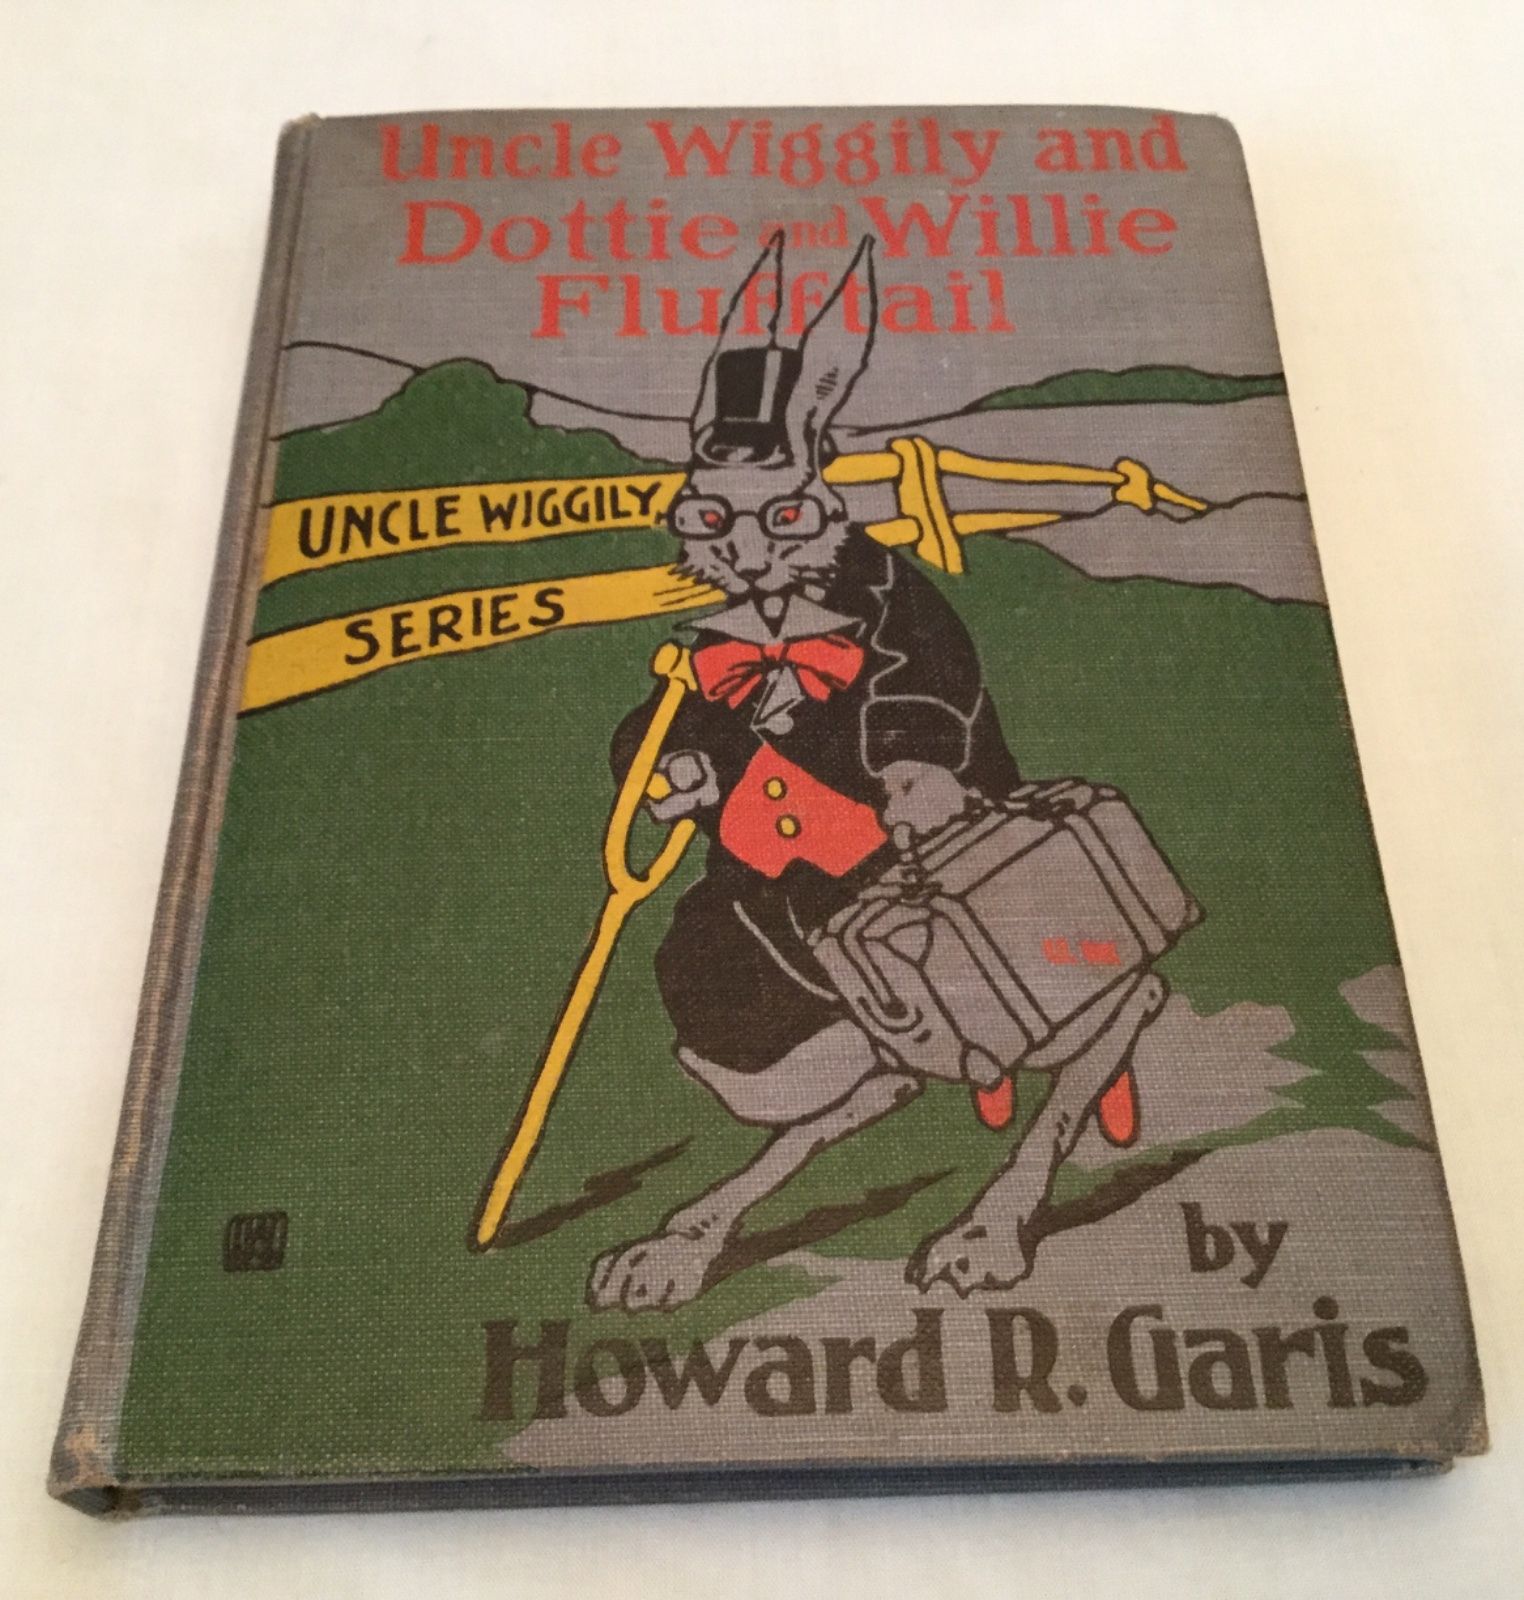 Uncle Wiggily and
Dottie and Willie
Flufftail
UNCLE WIGGILY
SERIES
by
Howard R. Garis